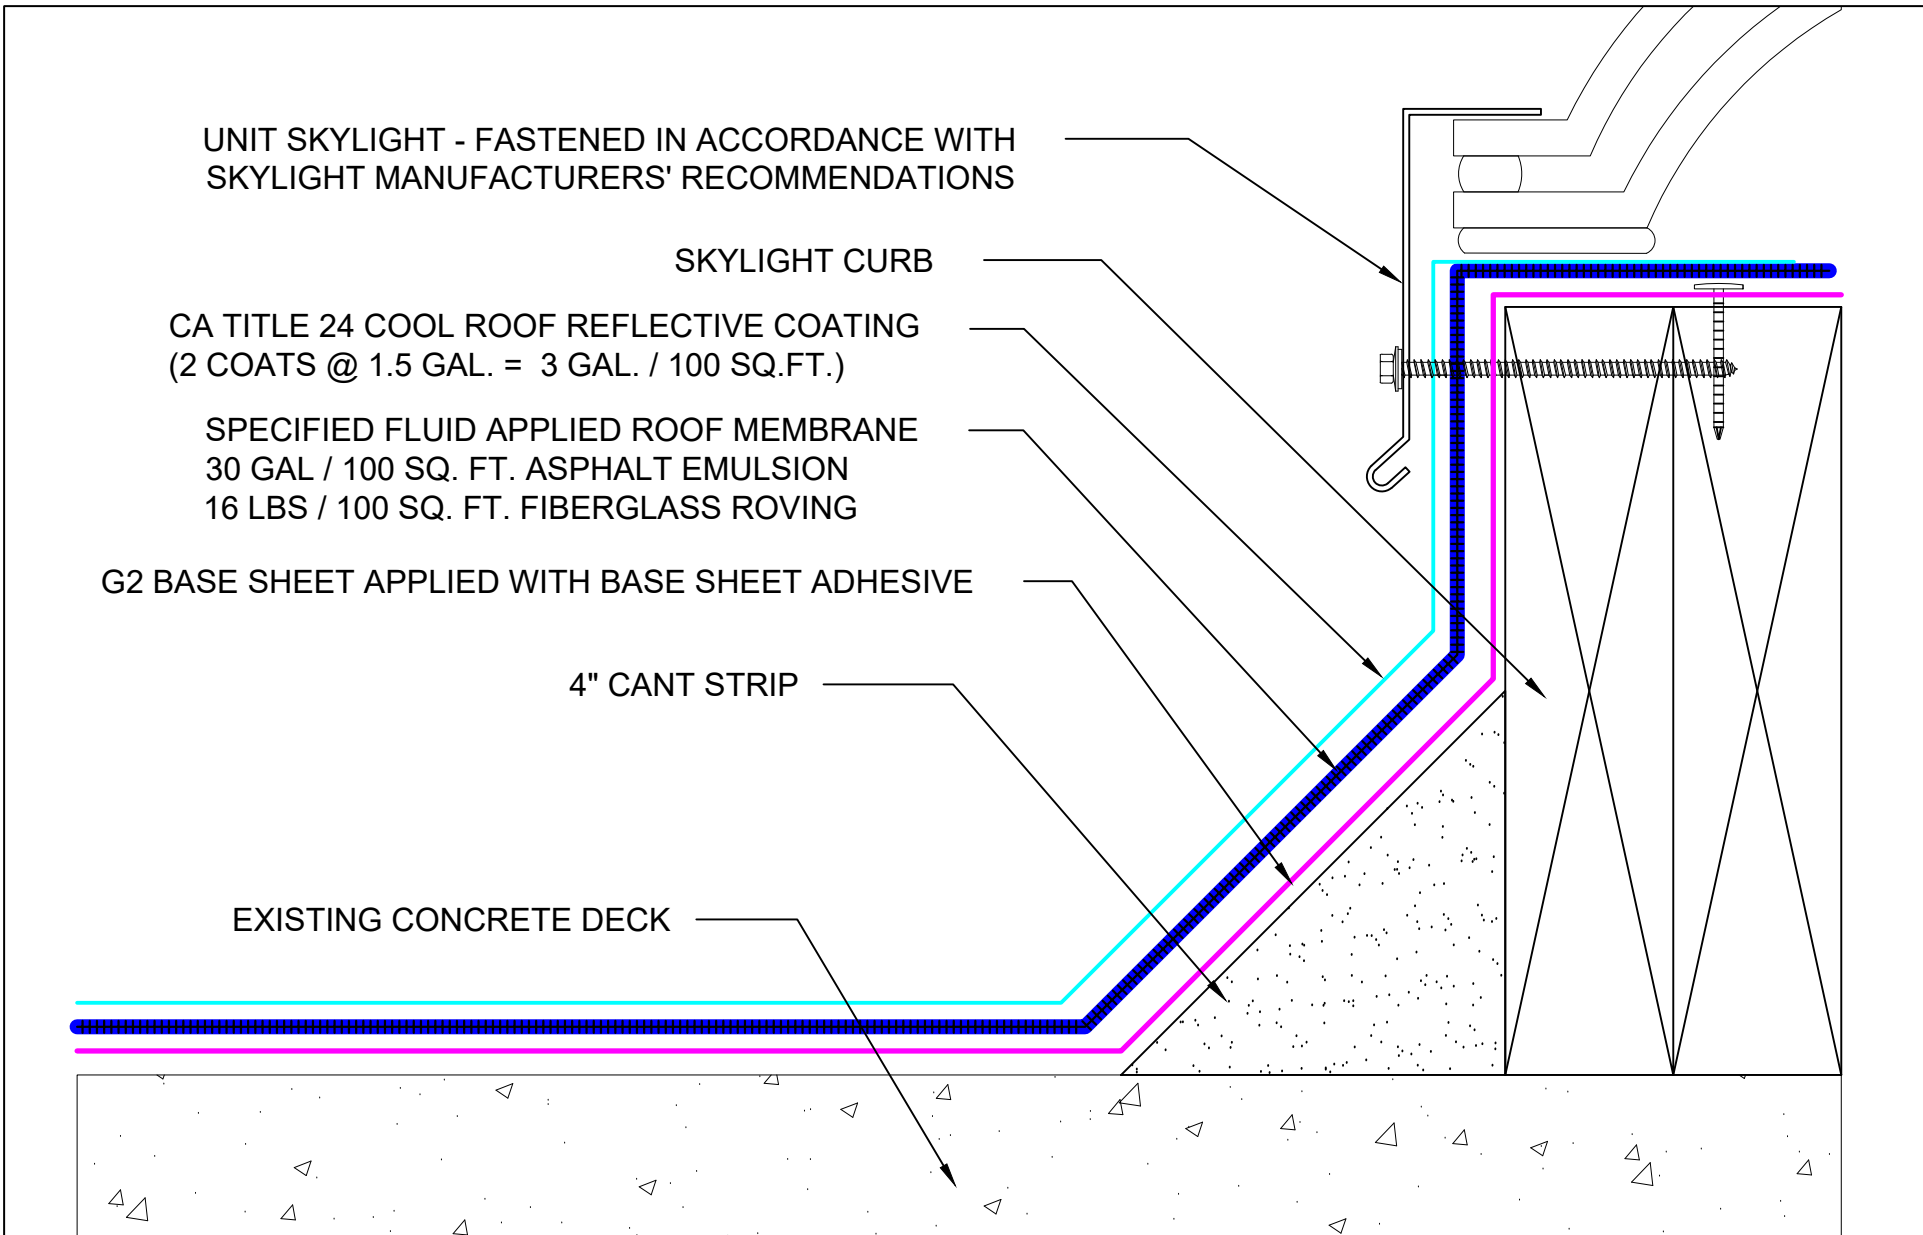 UNIT SKYLIGHT - FASTENED IN ACCORDANCE WITH
SKYLIGHT MANUFACTURERS' RECOMMENDATIONS
SKYLIGHT CURB
CA TITLE 24 COOL ROOF REFLECTIVE COATING
(2 COATS @ 1.5 GAL. = 3 GAL. / 100 SQ.FT.)
SPECIFIED FLUID APPLIED ROOF MEMBRANE
30 GAL / 100 SQ. FT. ASPHALT EMULSION
16 LBS / 100 SQ. FT. FIBERGLASS ROVING
G2 BASE SHEET APPLIED WITH BASE SHEET ADHESIVE
4" CANT STRIP
EXISTING CONCRETE DECK